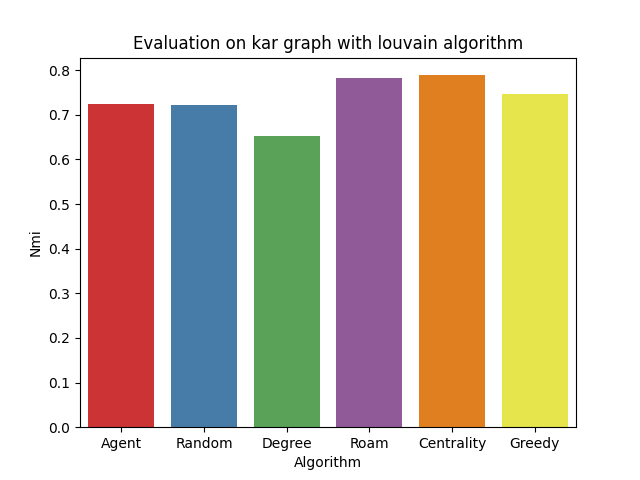 Evaluation on kar graph with louvain algorithm
0.8
0.7
0.6
0.5
0.4
0.3
0.2
0.1
0.0
Nmi
Agent Random Degree Roam Centrality Greedy
Algorithm